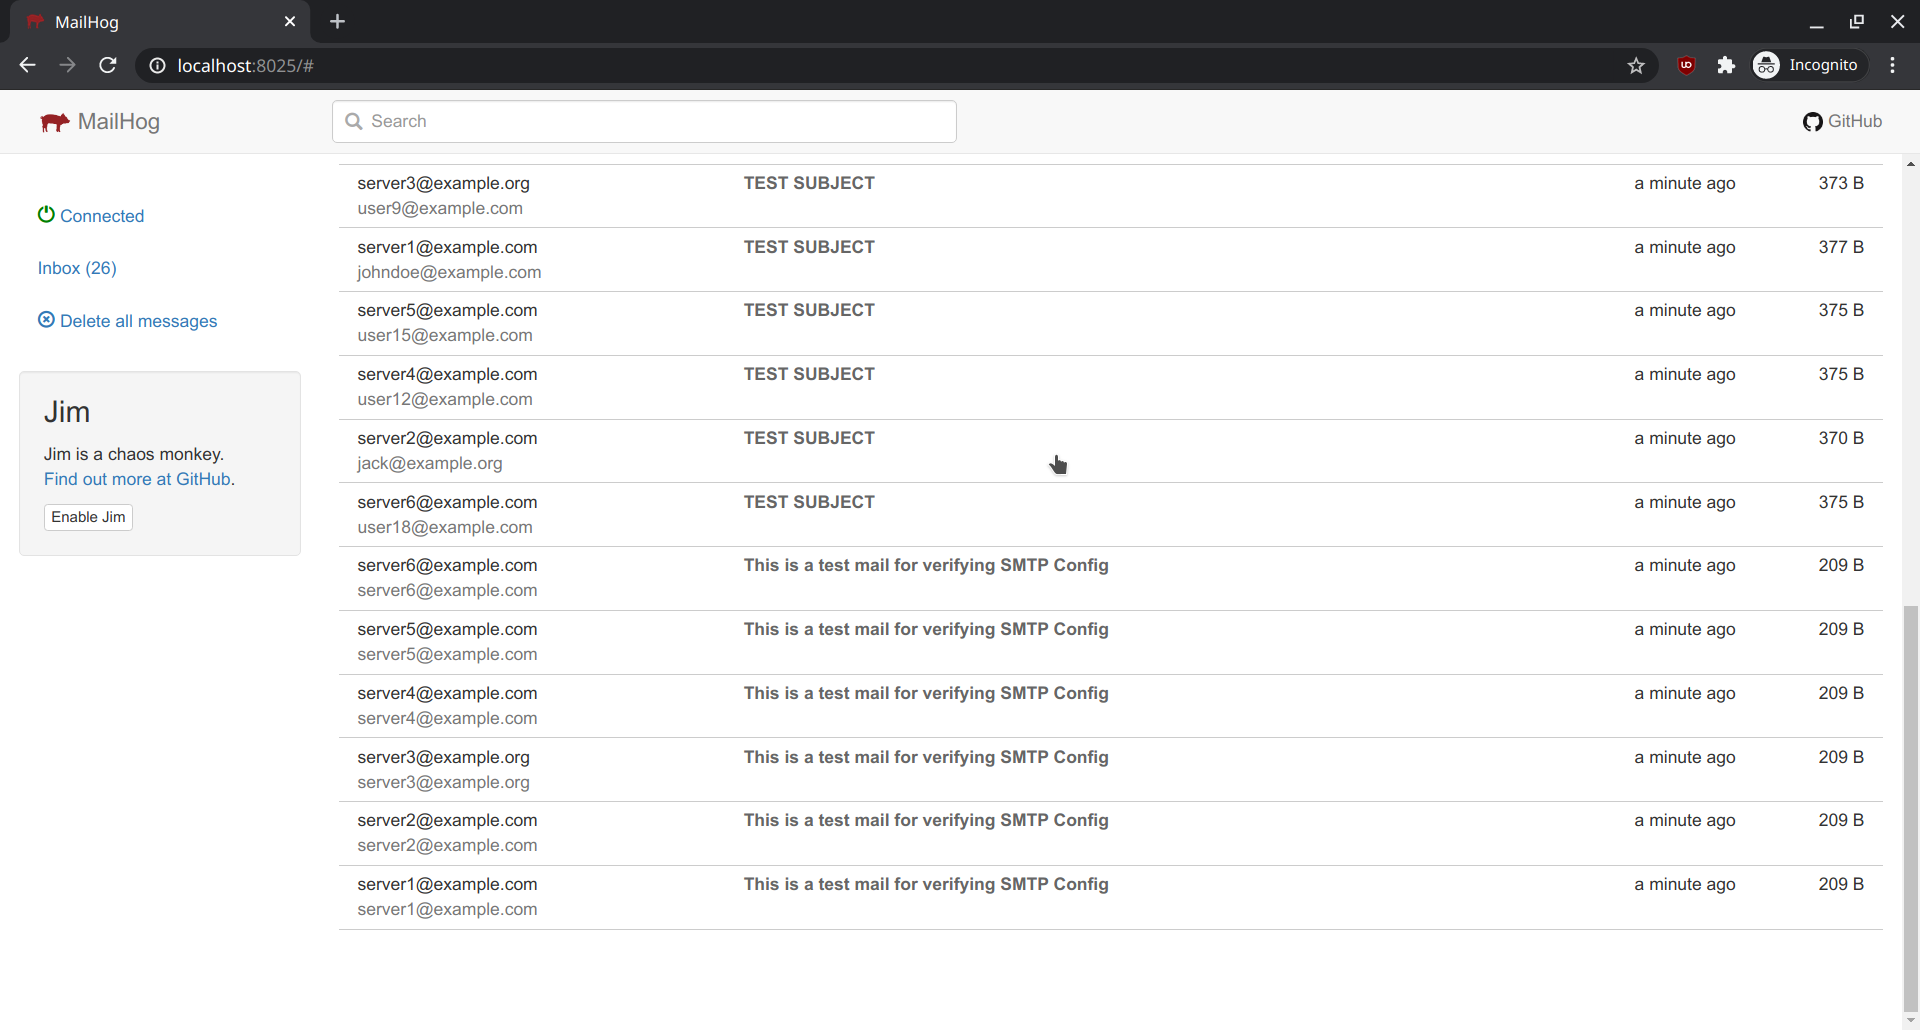 MailHog
localhost:8025/#
Incognito
MailHog
Search
GitHub
Connected
Inbox (26)
Delete all messages
Jim
Jim is a chaos monkey.
Find out more at GitHub.
Enable Jim
server3@example.org TEST SUBJECT a minute ago 373 B
user9@example.com
server1@example.com TEST SUBJECT a minute ago 377 B
johndoe@example.com
server5@example.com TEST SUBJECT a minute ago 375 B
user15@example.com
server4@example.com TEST SUBJECT a minute ago 375 B
user12@example.com
server2@example.com TEST SUBJECT a minute ago 370 B
jack@example.org
server6@example.com TEST SUBJECT a minute ago 375 B
user18@example.com
server6@example.com This is a test mail for verifying SMTP Config a minute ago 209 B
server6@example.com
server5@example.com This is a test mail for verifying SMTP Config a minute ago 209 B
server5@example.com
server4@example.com This is a test mail for verifying SMTP Config a minute ago 209 B
server4@example.com
server3@example.org This is a test mail for verifying SMTP Config a minute ago 209 B
server3@example.org
server2@example.com This is a test mail for verifying SMTP Config a minute ago 209 B
server2@example.com
server1@example.com This is a test mail for verifying SMTP Config a minute ago 209 B
server1@example.com